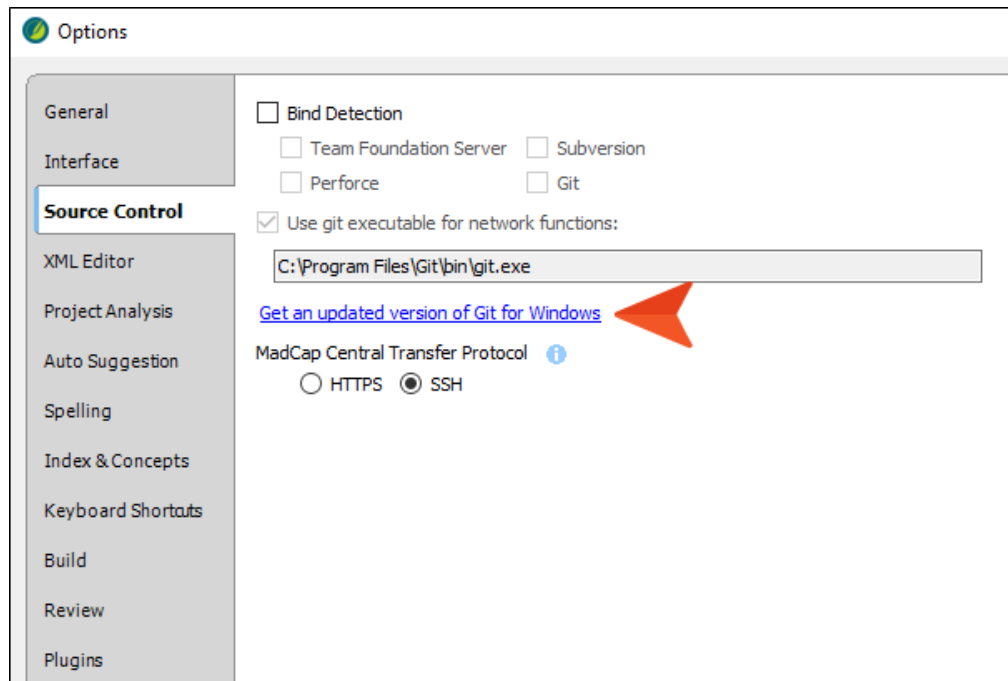 Options
General
Interface
Source Control
XML Editor
Project Analysis
Auto Suggestion
Spelling
Index & Concepts
Keyboard Shortcuts
Build
Review
Plugins
Bind Detection
Team Foundation Server Subversion
Perforce Git
Use git executable for network functions:
C:\Program Files\Git\bin\git.exe
Get an updated version of Git for Windows
MadCap Central Transfer Protocol
HTTPS SSH